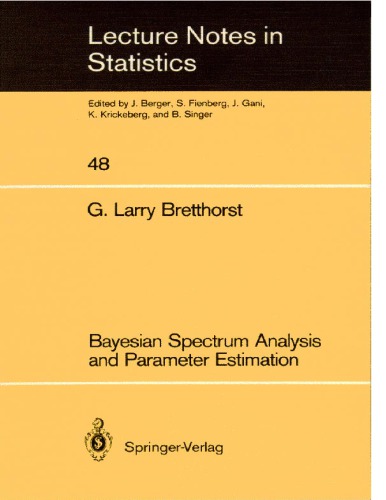 Lecture Notes in
Statistics
Edited by J. Berger, S. Fienberg, J. Gani,
K. Krickeberg, and B. Singer
48
G. Larry Bretthorst
Bayesian Spectrum Analysis
and Parameter Estimation
Springer-Verlag